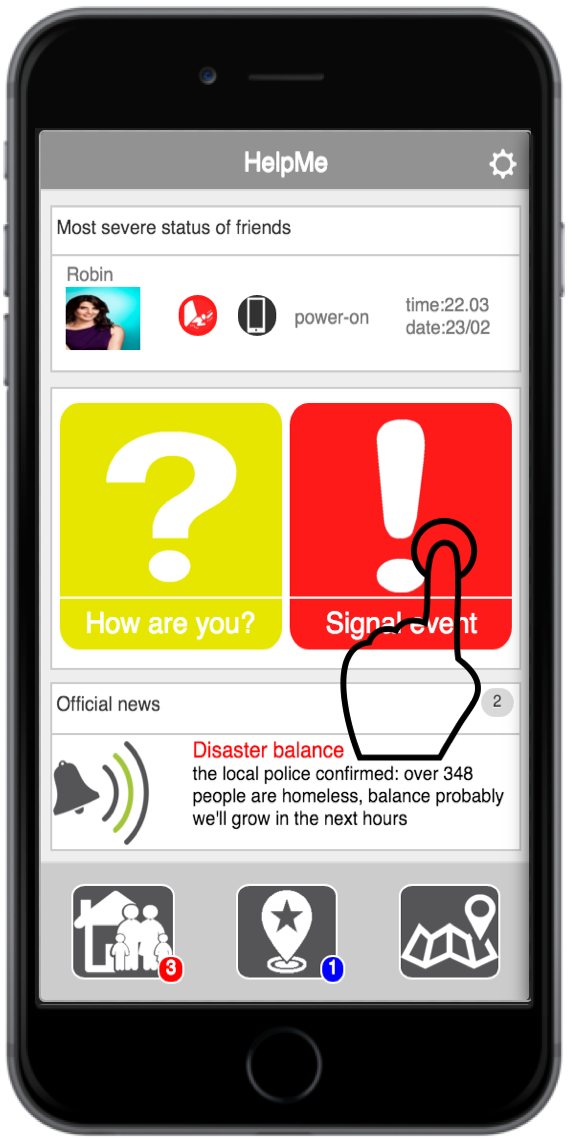 HelpMe
Most severe status of friends
Robin
power-on
time:22.03
date:23/02
?
!
How are you?
Signal event
Official news
2
Disaster balance
the local police confirmed: over 348
people are homeless, balance probably
we'll grow in the next hours
3
1